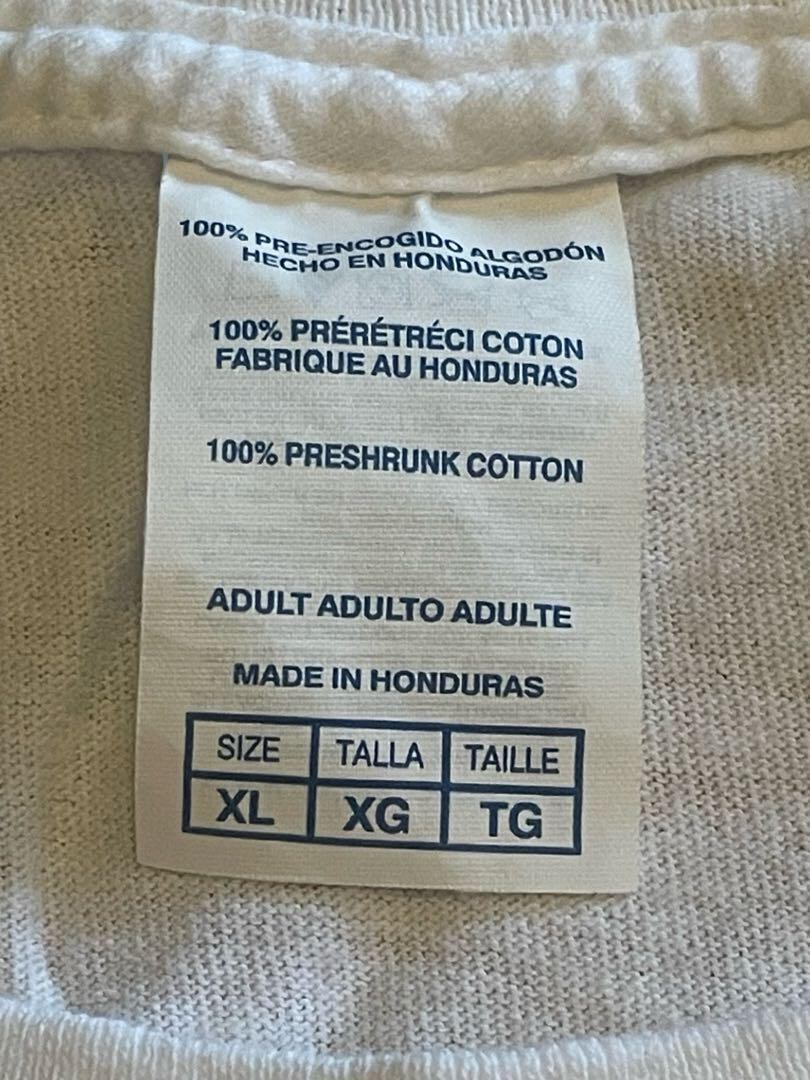 100% PRE-ENCOGIDO ALGODÓN
HECHO EN HONDURAS
100% PRÉRÉTRÉCI COTON
FABRIQUE AU HONDURAS
100% PRESHRUNK COTTON
ADULT ADULTO ADULTE
MADE IN HONDURAS
SIZE TALLA TAILLE
XL XG TG